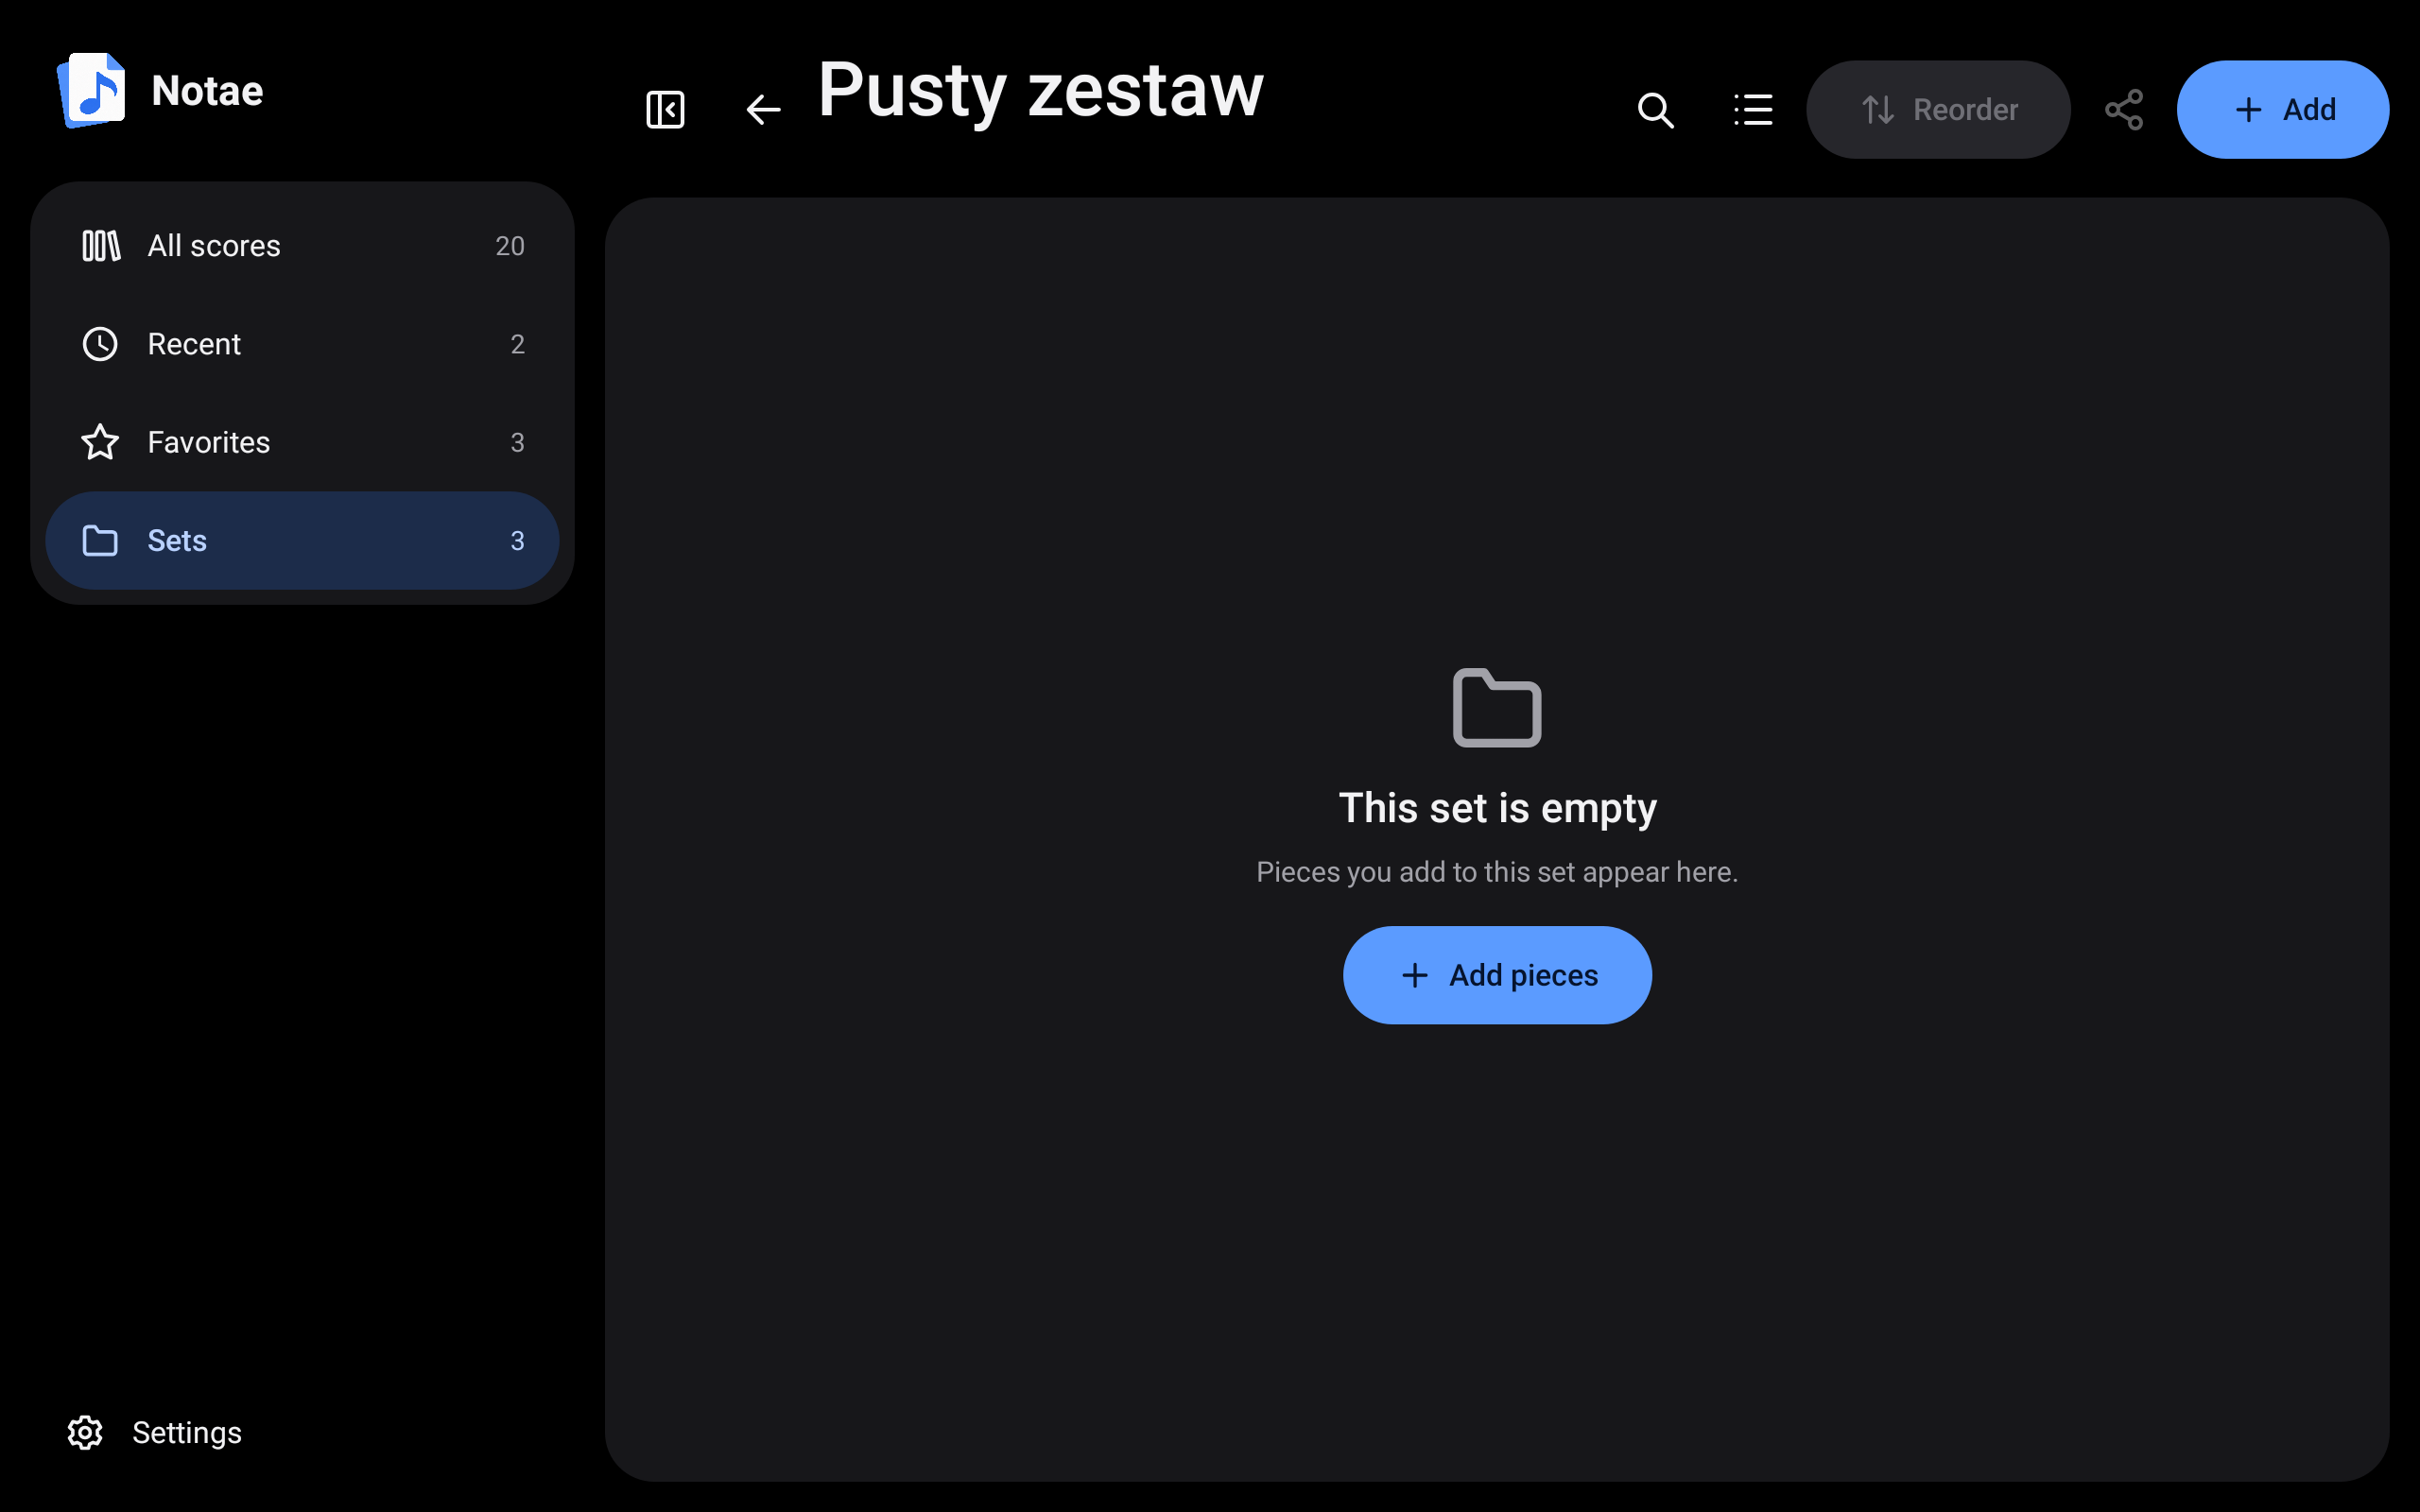 Notae
Pusty zestaw
Reorder
Add
All scores 20
Recent 2
Favorites 3
Sets 3
This set is empty
Pieces you add to this set appear here.
Add pieces
Settings